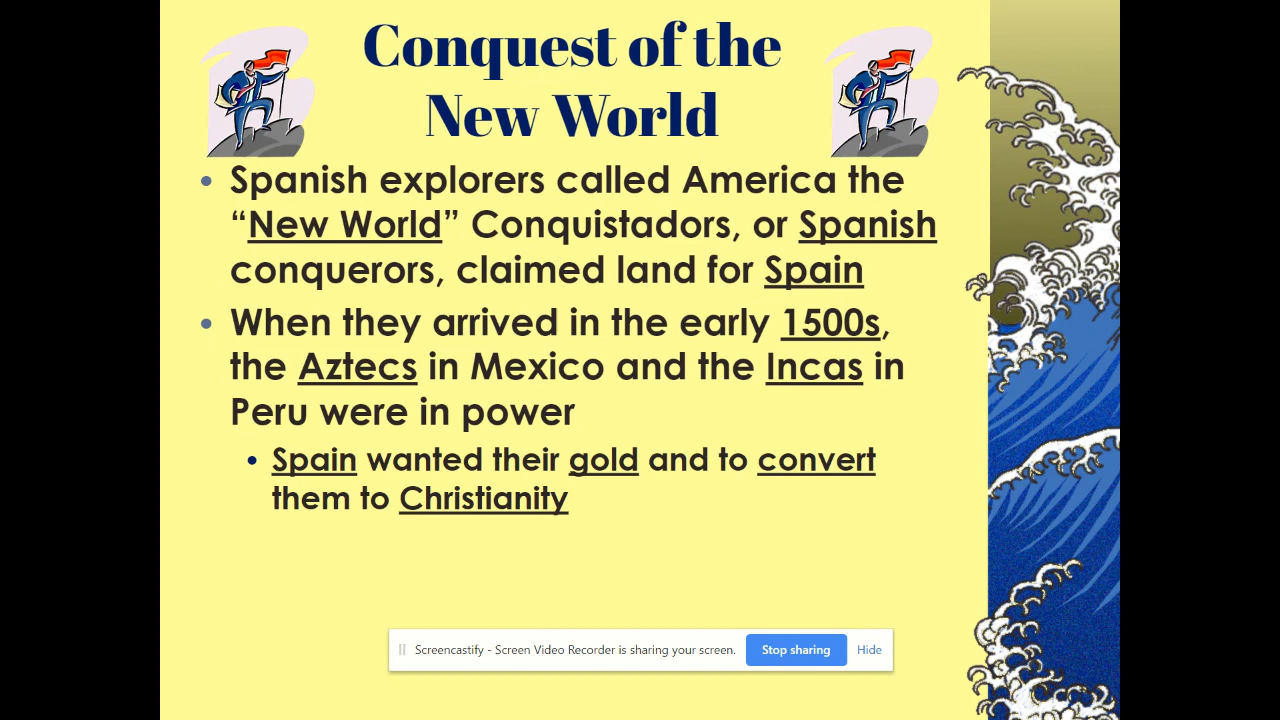 Conquest of the
New World
• Spanish explorers called America the
“New World” Conquistadors, or Spanish
conquerors, claimed land for Spain
• When they arrived in the early 1500s,
the Aztecs in Mexico and the Incas in
Peru were in power
• Spain wanted their gold and to convert
them to Christianity
Screencastify - Screen Video Recorder is sharing your screen. Stop sharing Hide